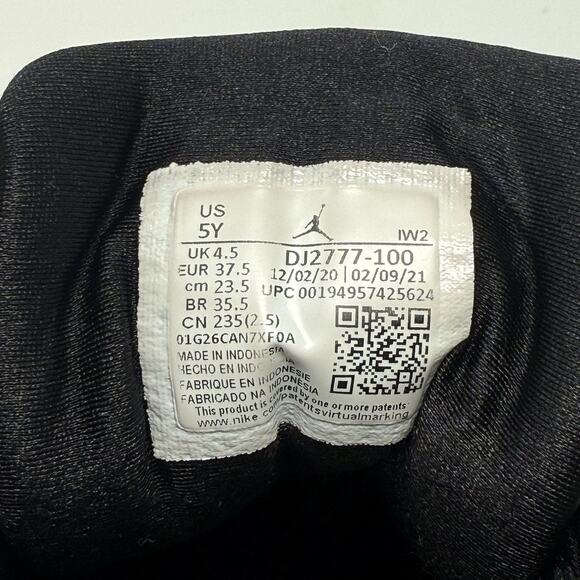 US
5Y
IW2
UK 4.5
EUR 37.5
cm 23.5
BR 35.5
CN 235(2.5)
DJ2777-100
12/02/20 | 02/09/21
UPC 00194957425624
01G26CAN7XF0A
MADE IN INDONESIA
HECHO EN INDONESIA
FABRIQUE EN INDONESIE
FABRICADO NA INDONESIA
This product is covered by one or more patents:
www.nike.com/patentsvirtualmarking